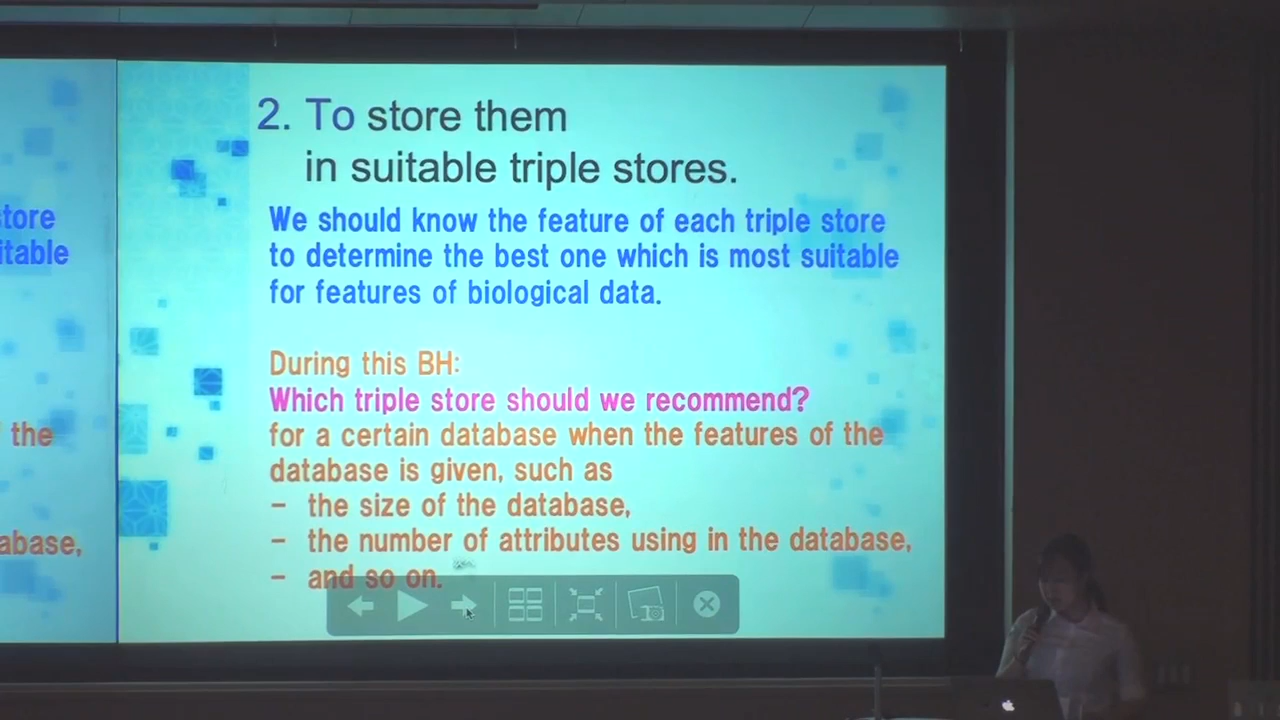 2. To store them
in suitable triple stores.
We should know the feature of each triple store
to determine the best one which is most suitable
for features of biological data.
During this BH:
Which triple store should we recommend?
for a certain database when the features of the
database is given, such as
- the size of the database,
- the number of attributes using in the database,
- and so on.
store
the